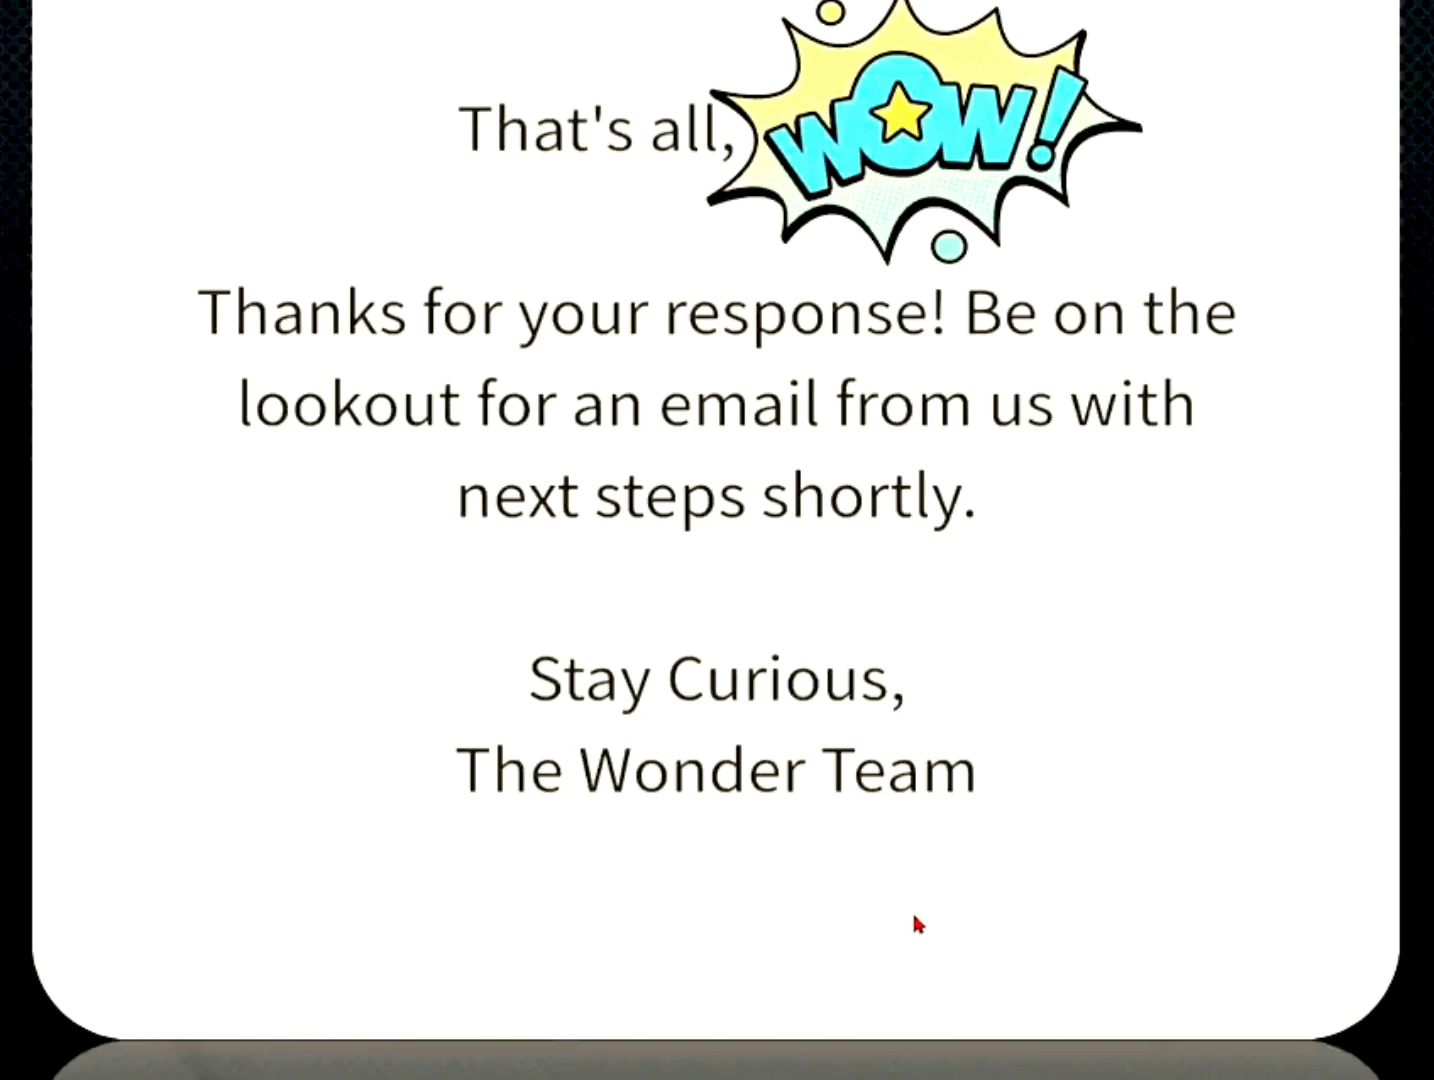 That's all,
WOW!
Thanks for your response! Be on the
lookout for an email from us with
next steps shortly.
Stay Curious,
The Wonder Team